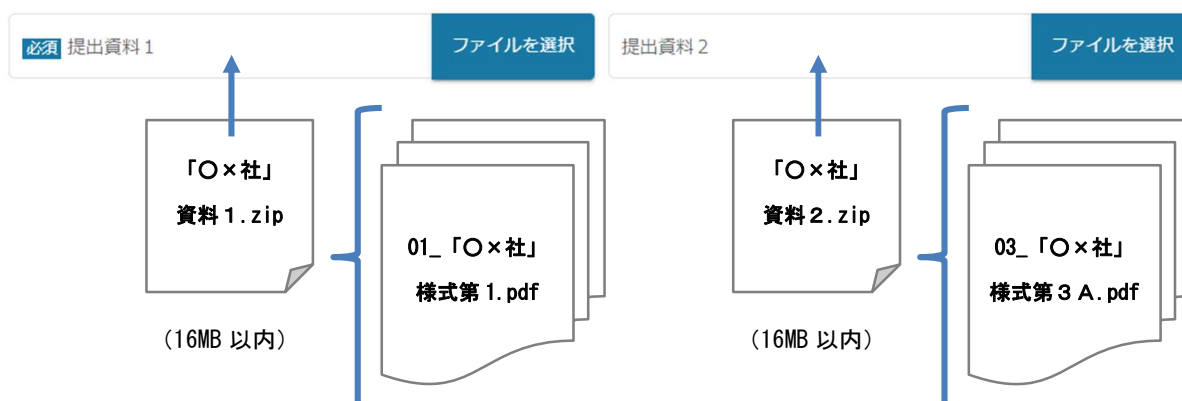 必須 提出資料1
ファイルを選択
提出資料2
ファイルを選択
「〇×社」
資料1.zip
(16MB 以内)
01_「〇×社」
様式第1.pdf
「〇×社」
資料2.zip
(16MB 以内)
03_「〇×社」
様式第3A.pdf